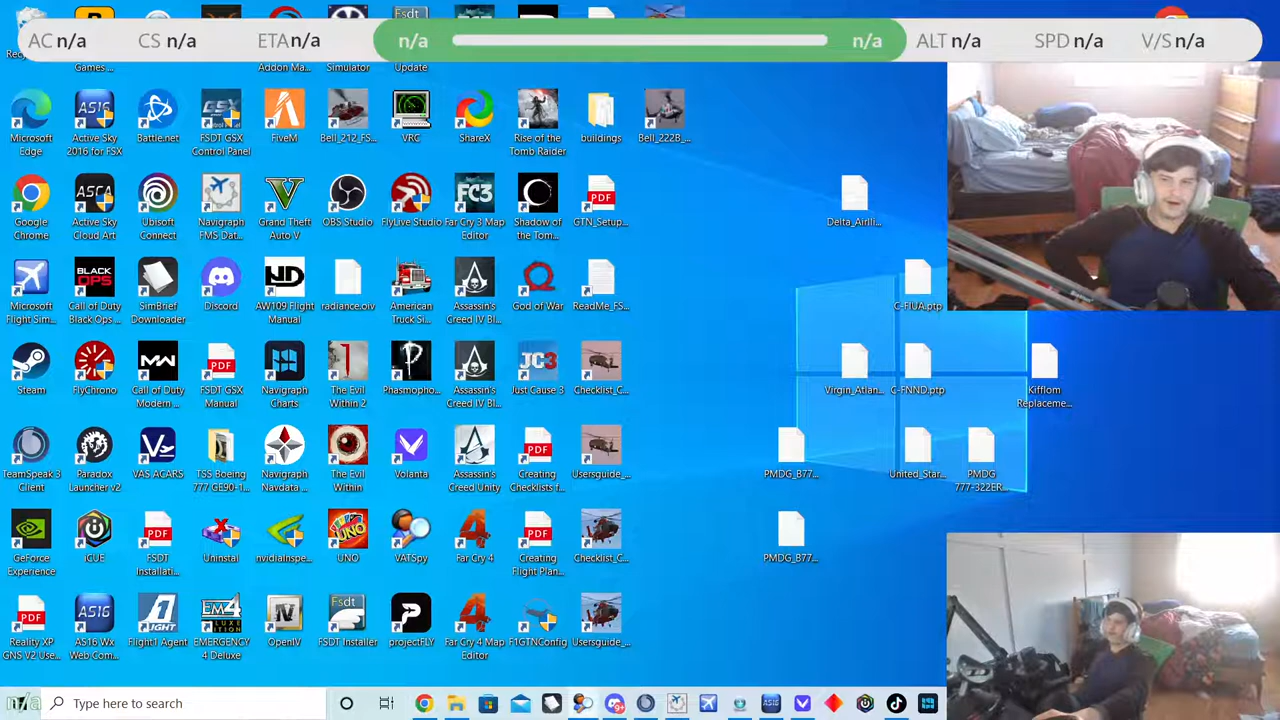 AC n/a CS n/a ETA n/a n/a n/a ALT n/a SPD n/a V/S n/a
Games ... Addon Ma... Simulator Update
Microsoft Edge
Active Sky 2016 for FSX
Battle.net
FSDT GSX Control Panel
FiveM
Bell_212_FS...
VRC
ShareX
Rise of the Tomb Raider
buildings
Bell_222B_...
Google Chrome
Active Sky Cloud Art
Ubisoft Connect
Navigraph FMS Dat...
Grand Theft Auto V
OBS Studio
FlyLive Studio
Far Cry 3 Map Editor
Shadow of the Tom...
GTN_Setup...
Delta_Airli...
Microsoft Flight Sim...
Call of Duty Black Ops ...
SimBrief Downloader
Discord
AW109 Flight Manual
radiance.oiv
American Truck Si...
Assassin's Creed IV Bl...
God of War
ReadMe_FS...
C-FIUA.ptp
Steam
FlyChrono
Call of Duty Modern ...
FSDT GSX Manual
Navigraph Charts
The Evil Within 2
Phasmopho...
Assassin's Creed IV Bl...
Just Cause 3
Checklist_C...
Virgin_Atlan...
C-FNND.ptp
Kifflom Replaceme...
TeamSpeak 3 Client
Paradox Launcher v2
VAS ACARS
TSS Boeing 777 GE90-1...
Navigraph Navdata ...
The Evil Within
Volanta
Assassin's Creed Unity
Creating Checklists f...
Usersguide_...
PMDG_B77...
United_Star...
PMDG 777-322ER...
GeForce Experience
iCUE
FSDT Installati...
Uninstal
nvidiaInspe...
UNO
VATSpy
Far Cry 4
Creating Flight Plan...
Checklist_C...
PMDG_B77...
Reality XP GNS V2 Use...
AS16 Wx Web Com...
Flight1 Agent
EMERGENCY 4 Deluxe
OpenIV
FSDT Installer
projectFLY
Far Cry 4 Map Editor
F1GTNConfig
Usersguide_...
n/a Type here to search